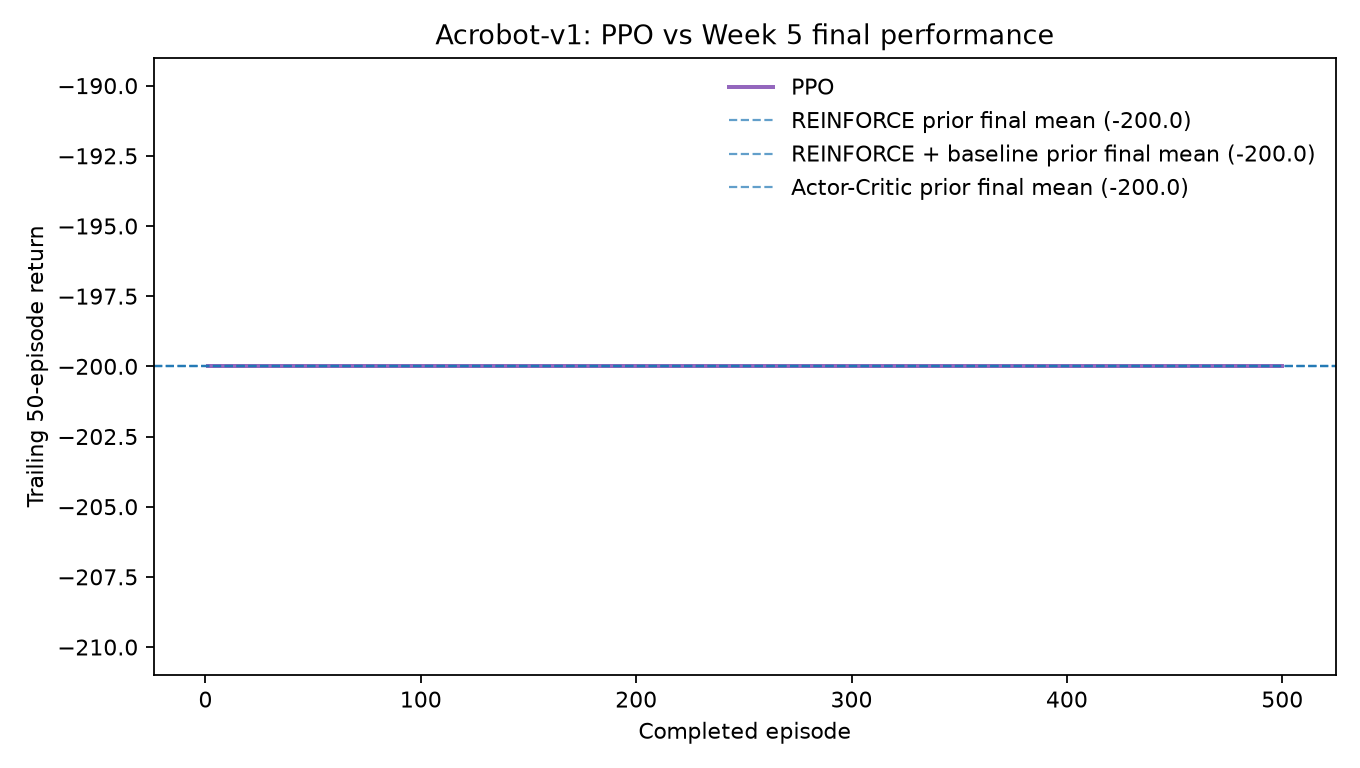 Acrobot-v1: PPO vs Week 5 final performance
PPO
REINFORCE prior final mean (-200.0)
REINFORCE + baseline prior final mean (-200.0)
Actor-Critic prior final mean (-200.0)
Trailing 50-episode return
−190.0
−192.5
−195.0
−197.5
−200.0
−202.5
−205.0
−207.5
−210.0
0 100 200 300 400 500
Completed episode